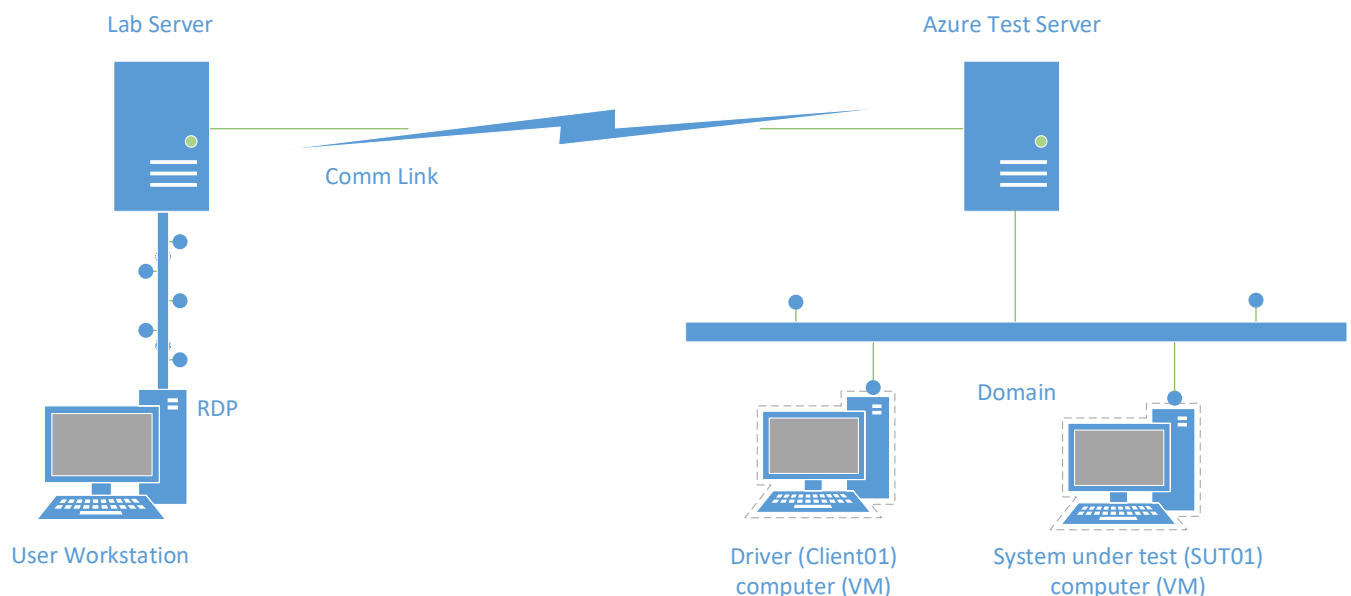 Lab Server
Azure Test Server
Comm Link
RDP
Domain
User Workstation
Driver (Client01)
computer (VM)
System under test (SUT01)
computer (VM)